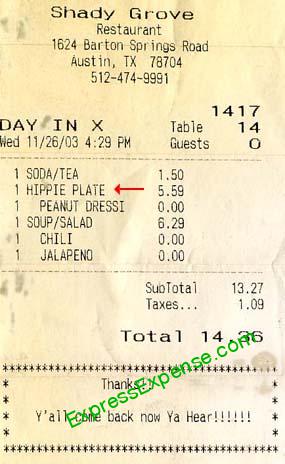 Shady Grove
Restaurant
1624 Barton Springs Road
Austin, TX 78704
512-474-9991
1417
DAY IN X Table 14
Wed 11/26/03 4:29 PM Guests 0
1 SODA/TEA 1.50
1 HIPPIE PLATE 5.59
1 PEANUT DRESSI 0.00
1 SOUP/SALAD 6.29
1 CHILI 0.00
1 JALAPENO 0.00
SubTotal 13.27
Taxes... 1.09
Total 14.36
*****************************
* Thanks!! *
* *
* Y'all come back now Ya Hear!!!!!! *
* *
*****************************
ExpressExpense.com